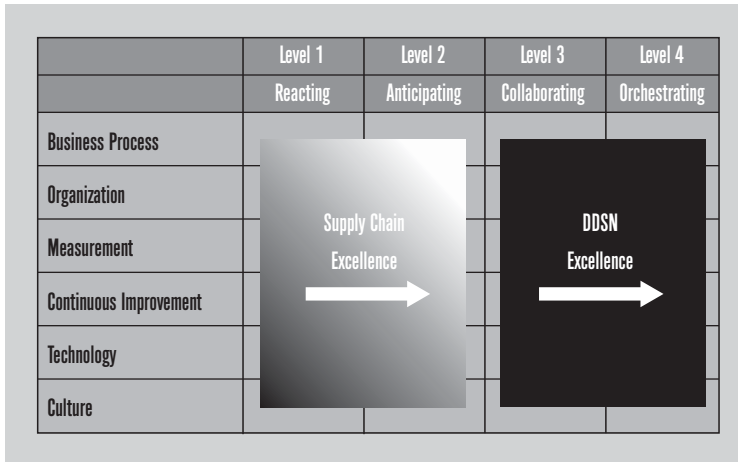 Level 1 Level 2 Level 3 Level 4
Reacting Anticipating Collaborating Orchestrating
Business Process
Organization
Measurement
Continuous Improvement
Technology
Culture
Supply Chain
Excellence
DDSN
Excellence